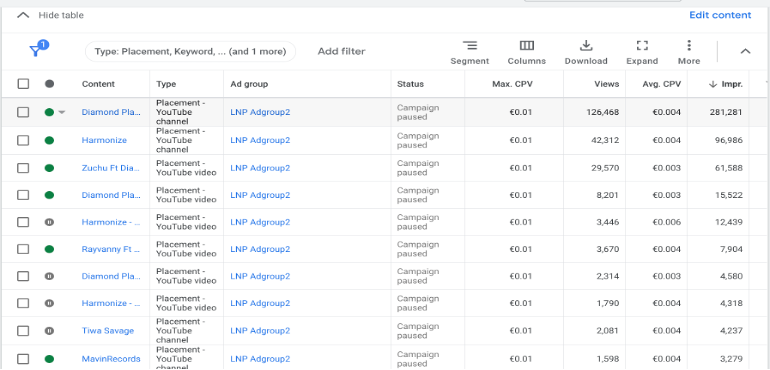 Hide table
Edit content
1
Type: Placement, Keyword, ... (and 1 more)
Add filter
Segment
Columns
Download
Expand
More
Content Type Ad group Status Max. CPV Views Avg. CPV ↓ Impr.
Diamond Pla... Placement - YouTube channel LNP Adgroup2 Campaign paused €0.01 126,468 €0.004 281,281
Harmonize Placement - YouTube channel LNP Adgroup2 Campaign paused €0.01 42,312 €0.004 96,986
Zuchu Ft Dia... Placement - YouTube video LNP Adgroup2 Campaign paused €0.01 29,570 €0.003 61,588
Diamond Pla... Placement - YouTube video LNP Adgroup2 Campaign paused €0.01 8,201 €0.003 15,522
Harmonize - ... Placement - YouTube video LNP Adgroup2 Campaign paused €0.01 3,446 €0.006 12,439
Rayvanny Ft ... Placement - YouTube video LNP Adgroup2 Campaign paused €0.01 3,670 €0.004 7,904
Diamond Pla... Placement - YouTube video LNP Adgroup2 Campaign paused €0.01 2,314 €0.003 4,580
Harmonize - ... Placement - YouTube video LNP Adgroup2 Campaign paused €0.01 1,790 €0.004 4,318
Tiwa Savage Placement - YouTube channel LNP Adgroup2 Campaign paused €0.01 2,081 €0.004 4,237
MavinRecords Placement - YouTube channel LNP Adgroup2 Campaign paused €0.01 1,598 €0.004 3,279